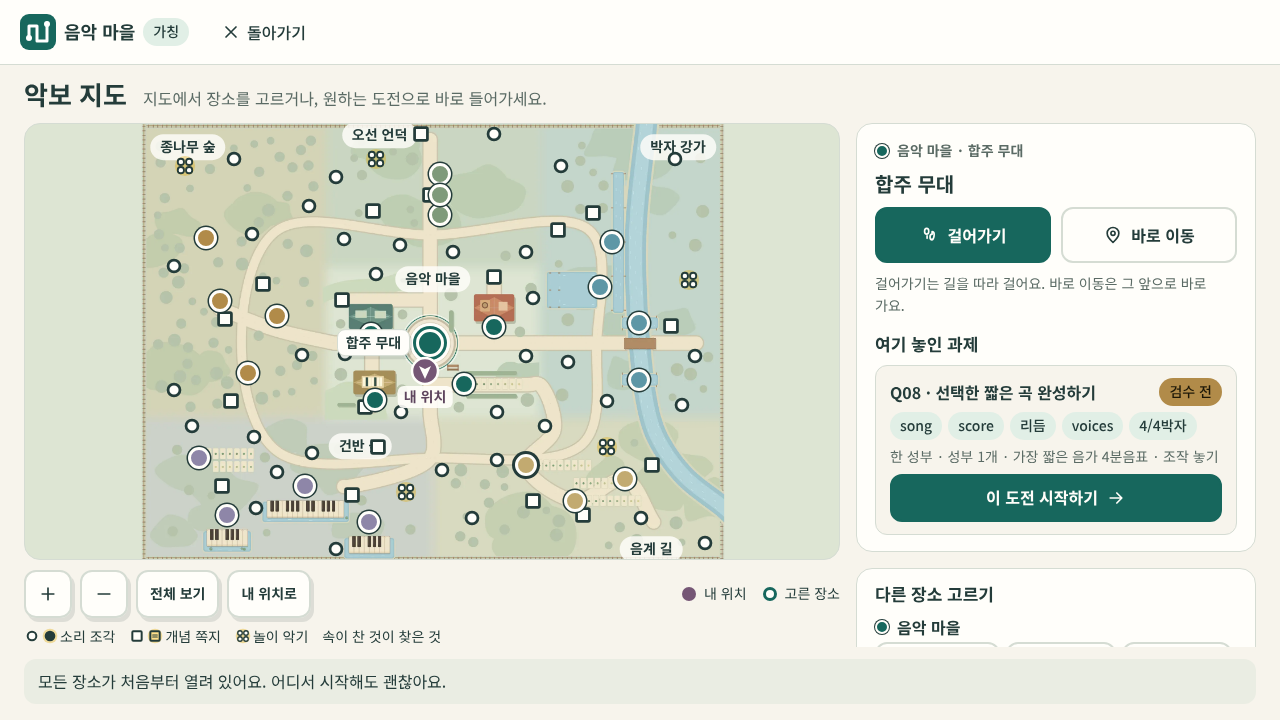 음악 마을 가칭 돌아가기
악보 지도 지도에서 장소를 고르거나, 원하는 도전으로 바로 들어가세요.
종나무 숲
오선 언덕
박자 강가
음악 마을
합주 무대
내 위치
건반
음계 길
+
−
전체 보기
내 위치로
내 위치
고른 장소
소리 조각 개념 쪽지 놀이 악기 속이 찬 것이 찾은 것
음악 마을 · 합주 무대
합주 무대
걸어가기
바로 이동
걸어가기는 길을 따라 걸어요. 바로 이동은 그 앞으로 바로
가요.
여기 놓인 과제
Q08 · 선택한 짧은 곡 완성하기 검수 전
song score 리듬 voices 4/4박자
한 성부 · 성부 1개 · 가장 짧은 음가 4분음표 · 조작 놓기
이 도전 시작하기 →
다른 장소 고르기
음악 마을
모든 장소가 처음부터 열려 있어요. 어디서 시작해도 괜찮아요.